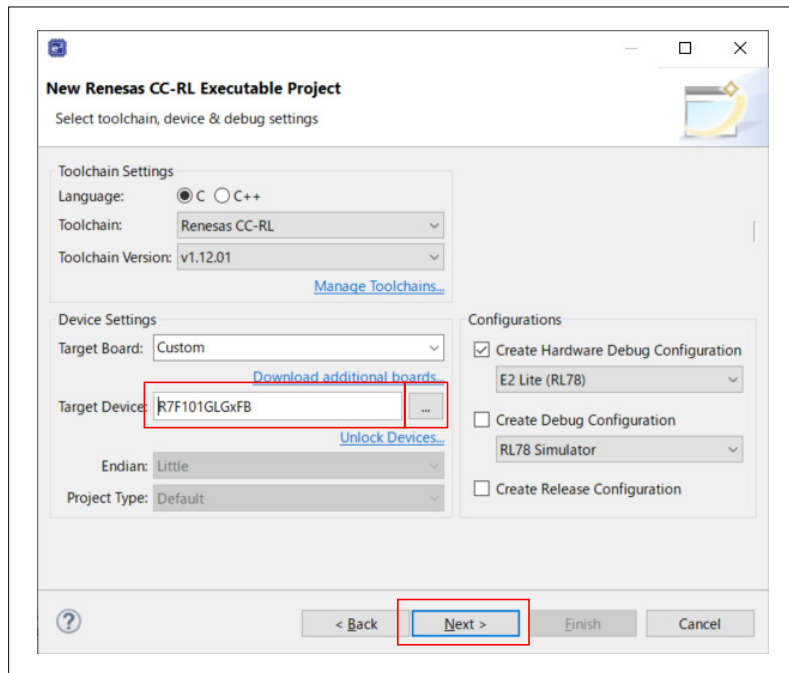 New Renesas CC-RL Executable Project
Select toolchain, device & debug settings
Toolchain Settings
Language: C C++
Toolchain: Renesas CC-RL
Toolchain Version: v1.12.01
Manage Toolchains...
Device Settings
Target Board: Custom
Download additional boards...
Target Device: R7F101GLGxFB ...
Unlock Devices...
Endian: Little
Project Type: Default
Configurations
Create Hardware Debug Configuration
E2 Lite (RL78)
Create Debug Configuration
RL78 Simulator
Create Release Configuration
? < Back Next > Finish Cancel